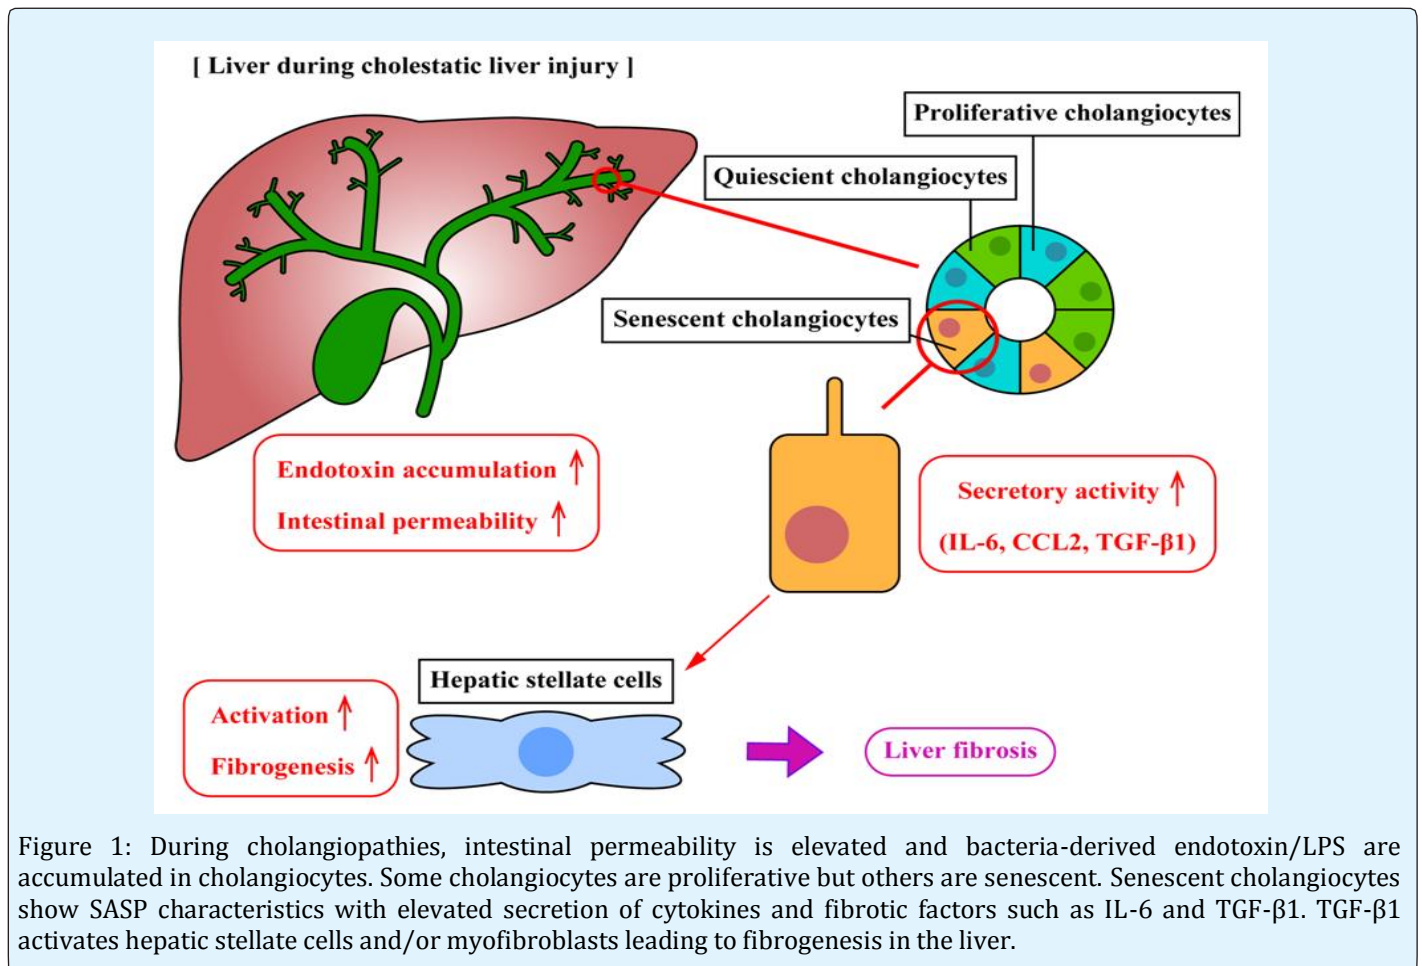 [ Liver during cholestatic liver injury ]
Proliferative cholangiocytes
Quiescient cholangiocytes
Senescent cholangiocytes
Endotoxin accumulation ↑
Intestinal permeability ↑
Secretory activity ↑
(IL-6, CCL2, TGF-β1)
Hepatic stellate cells
Activation ↑
Fibrogenesis ↑
Liver fibrosis
Figure 1: During cholangiopathies, intestinal permeability is elevated and bacteria-derived endotoxin/LPS are
accumulated in cholangiocytes. Some cholangiocytes are proliferative but others are senescent. Senescent cholangiocytes
show SASP characteristics with elevated secretion of cytokines and fibrotic factors such as IL-6 and TGF-β1. TGF-β1
activates hepatic stellate cells and/or myofibroblasts leading to fibrogenesis in the liver.